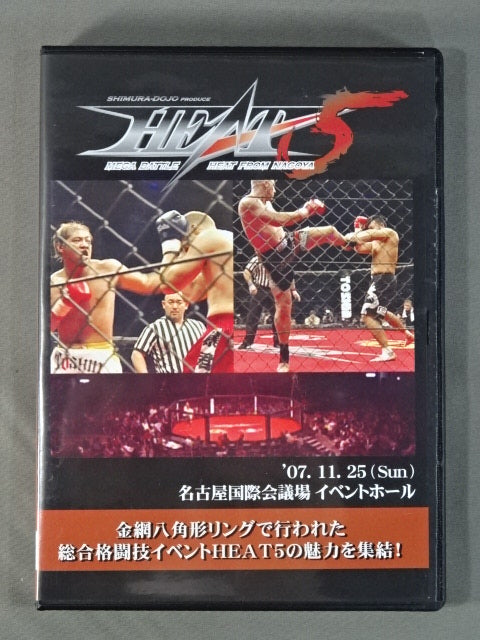 SHIMURA-DOJO PRODUCE
HEAT 5
MEGA BATTLE HEAT FROM NAGOYA
TOSUN
'07. 11. 25 (Sun)
名古屋国際会議場 イベントホール
金網八角形リングで行われた
総合格闘技イベントHEAT5の魅力を集結!